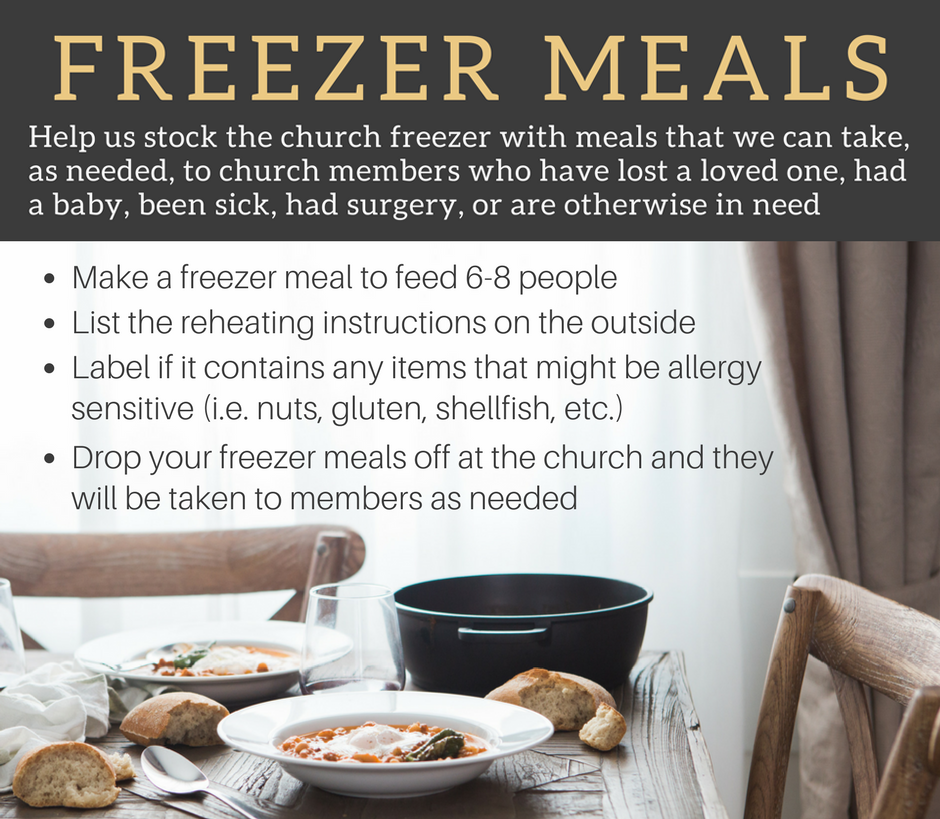 FREEZER MEALS
Help us stock the church freezer with meals that we can take,
as needed, to church members who have lost a loved one, had
a baby, been sick, had surgery, or are otherwise in need
• Make a freezer meal to feed 6-8 people
• List the reheating instructions on the outside
• Label if it contains any items that might be allergy
sensitive (i.e. nuts, gluten, shellfish, etc.)
• Drop your freezer meals off at the church and they
will be taken to members as needed